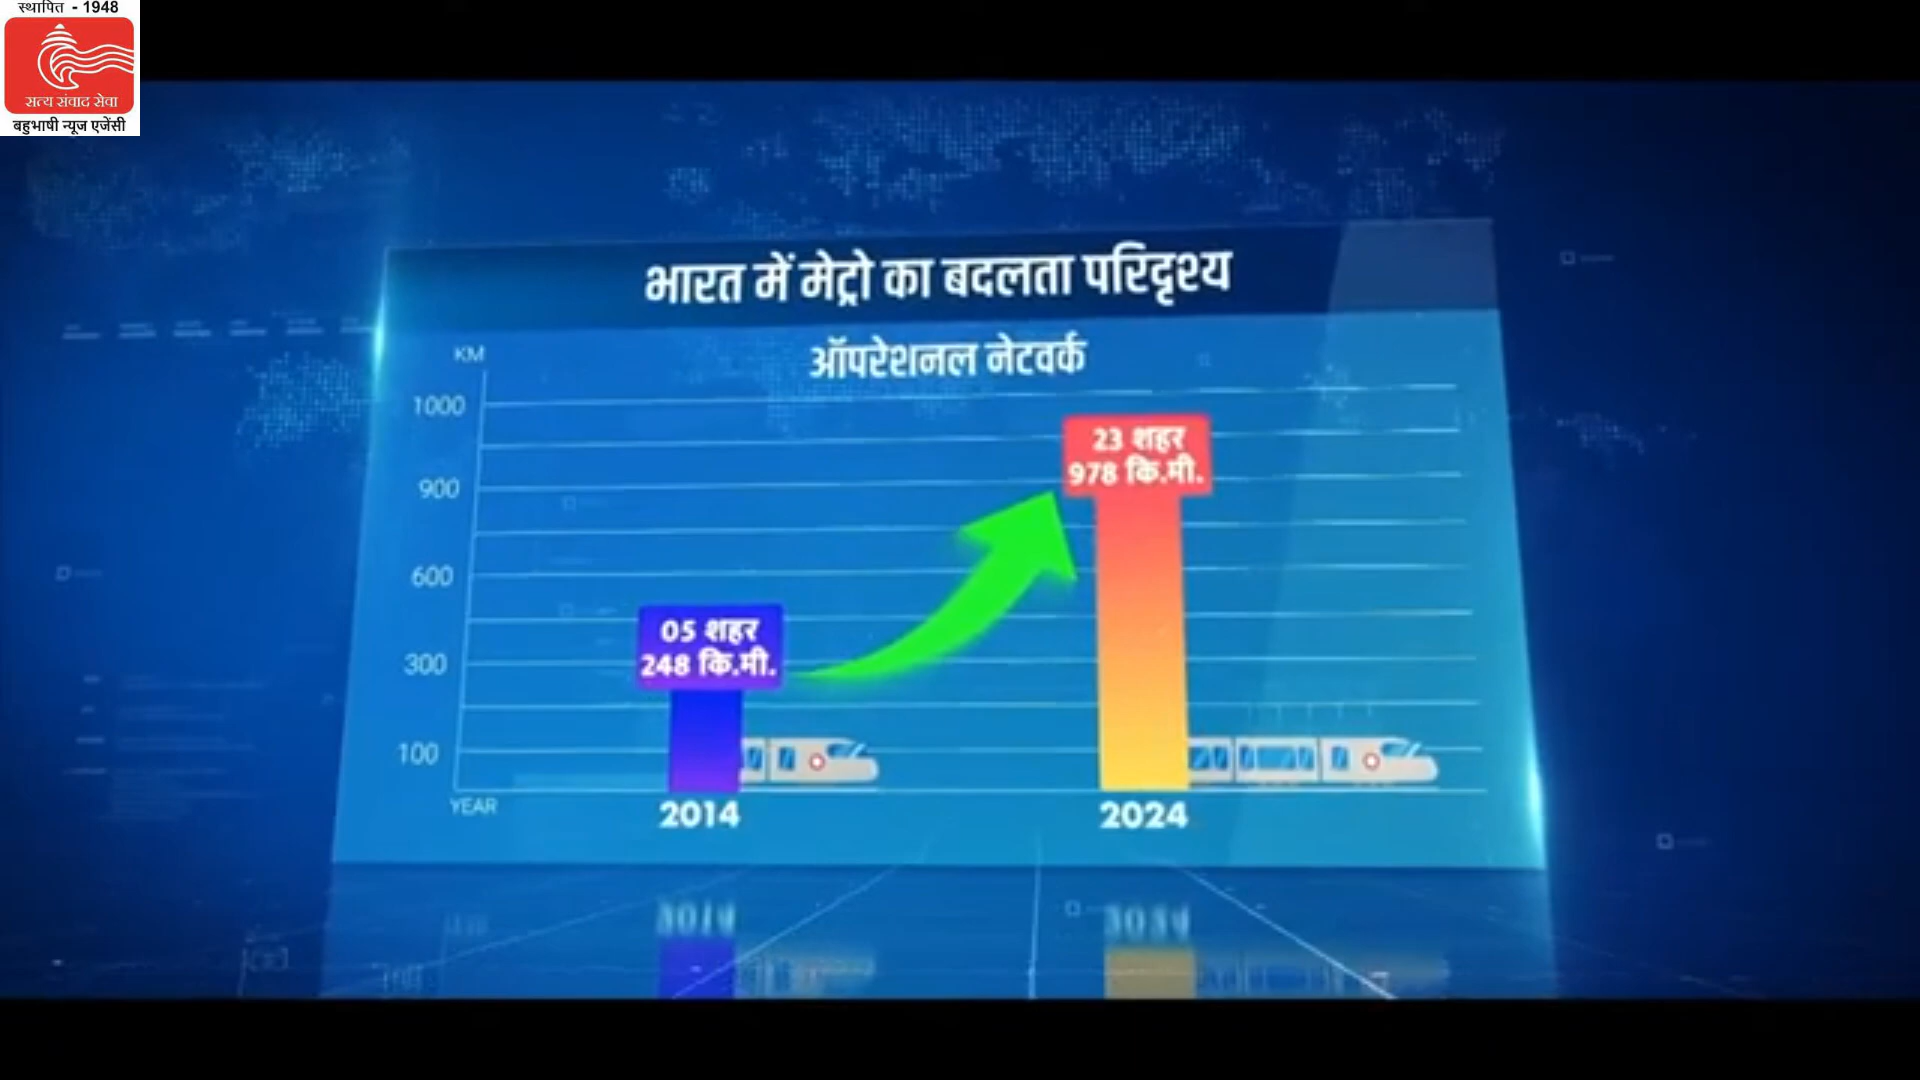 स्थापित - 1948
सत्य संवाद सेवा
बहुभाषी न्यूज एजेंसी
भारत में मेट्रो का बदलता परिदृश्य
ऑपरेशनल नेटवर्क
KM
1000
900
600
300
100
23 शहर
978 कि.मी.
05 शहर
248 कि.मी.
YEAR
2014
2024